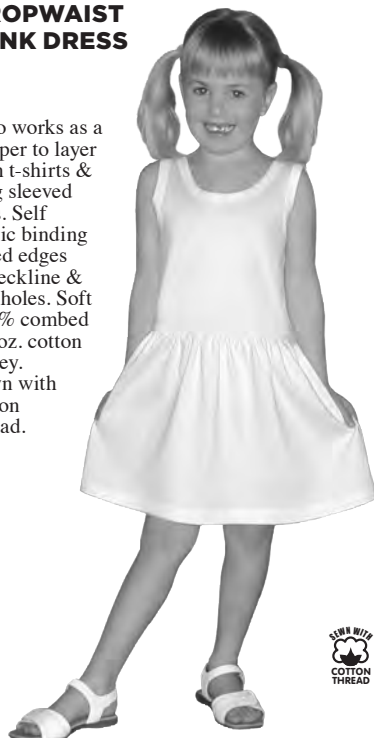 OPWAIST
NK DRESS
o works as a
per to layer
n t-shirts &
g sleeved
s. Self
ic binding
ed edges
eckline &
holes. Soft
% combed
oz. cotton
ey.
n with
on
ad.
SEWN WITH
COTTON
THREAD